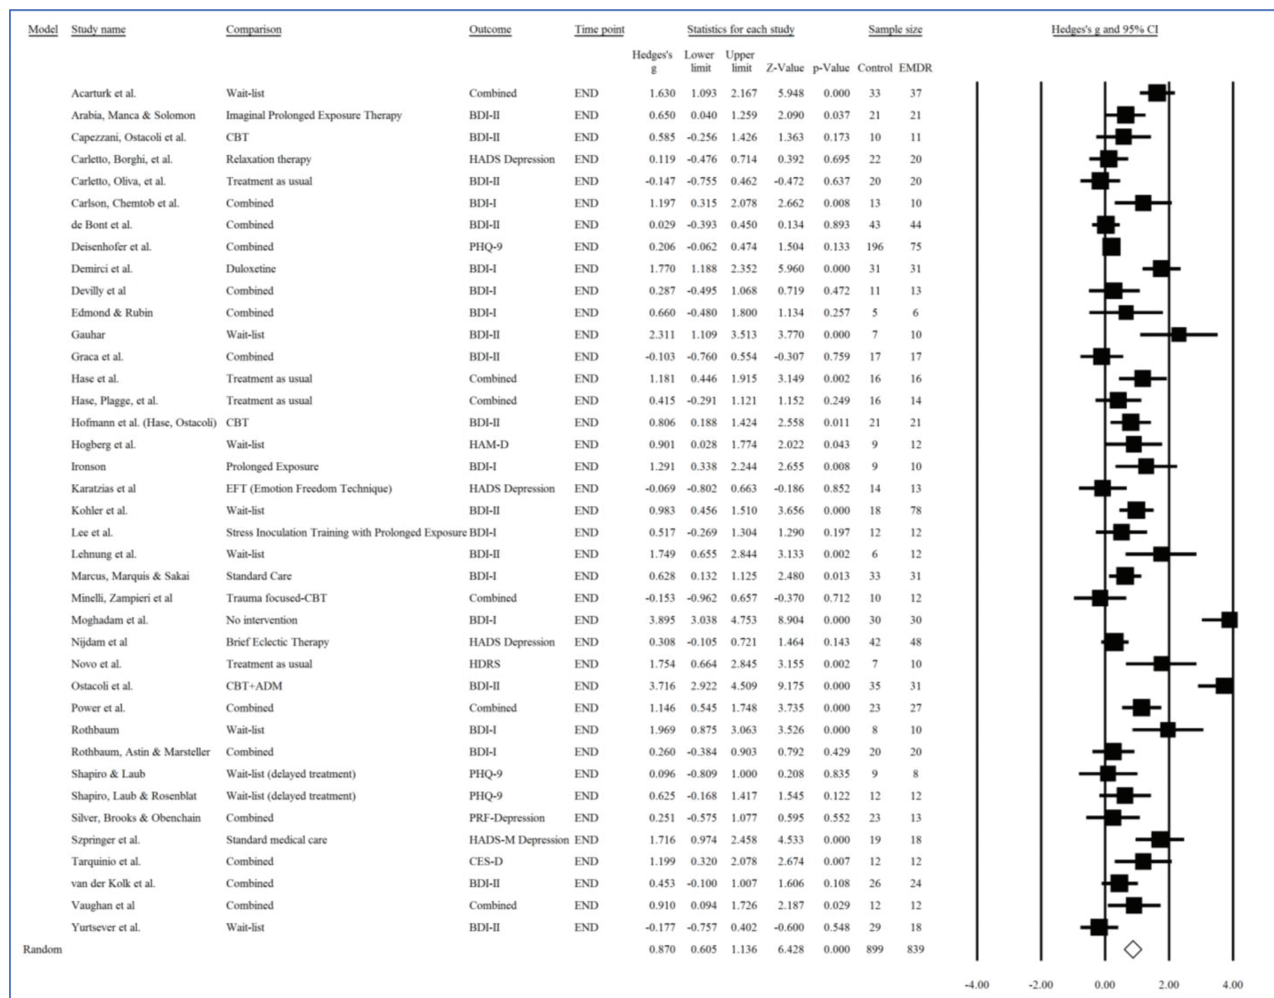 Model Study name Comparison Outcome Time point Statistics for each study Sample size Hedges's g and 95% CI
Hedges's g Lower limit Upper limit Z-Value p-Value Control EMDR
Acarturk et al. Wait-list Combined END 1.630 1.093 2.167 5.948 0.000 33 37
Arabia, Manca & Solomon Imaginal Prolonged Exposure Therapy BDI-II END 0.650 0.040 1.259 2.090 0.037 21 21
Capezzani, Ostacoli et al. CBT BDI-II END 0.585 -0.256 1.426 1.363 0.173 10 11
Carletto, Borghi, et al. Relaxation therapy HADS Depression END 0.119 -0.476 0.714 0.392 0.695 22 20
Carletto, Oliva, et al. Treatment as usual BDI-II END -0.147 -0.755 0.462 -0.472 0.637 20 20
Carlson, Chemtob et al. Combined BDI-I END 1.197 0.315 2.078 2.662 0.008 13 10
de Bont et al. Combined BDI-II END 0.029 -0.393 0.450 0.134 0.893 43 44
Deisenhofer et al. Combined PHQ-9 END 0.206 -0.062 0.474 1.504 0.133 196 75
Demirci et al. Duloxetine BDI-I END 1.770 1.188 2.352 5.960 0.000 31 31
Devilly et al Combined BDI-I END 0.287 -0.495 1.068 0.719 0.472 11 13
Edmond & Rubin Combined BDI-I END 0.660 -0.480 1.800 1.134 0.257 5 6
Gauhar Wait-list BDI-II END 2.311 1.109 3.513 3.770 0.000 7 10
Graca et al. Combined BDI-II END -0.103 -0.760 0.554 -0.307 0.759 17 17
Hase et al. Treatment as usual Combined END 1.181 0.446 1.915 3.149 0.002 16 16
Hase, Plagge, et al. Treatment as usual Combined END 0.415 -0.291 1.121 1.152 0.249 16 14
Hofmann et al. (Hase, Ostacoli) CBT BDI-II END 0.806 0.188 1.424 2.558 0.011 21 21
Hogberg et al. Wait-list HAM-D END 0.901 0.028 1.774 2.022 0.043 9 12
Ironson Prolonged Exposure BDI-I END 1.291 0.338 2.244 2.655 0.008 9 10
Karatzias et al EFT (Emotion Freedom Technique) HADS Depression END -0.069 -0.802 0.663 -0.186 0.852 14 13
Kohler et al. Wait-list BDI-II END 0.983 0.456 1.510 3.656 0.000 18 78
Lee et al. Stress Inoculation Training with Prolonged Exposure BDI-I END 0.517 -0.269 1.304 1.290 0.197 12 12
Lehnung et al. Wait-list BDI-II END 1.749 0.655 2.844 3.133 0.002 6 12
Marcus, Marquis & Sakai Standard Care BDI-I END 0.628 0.132 1.125 2.480 0.013 33 31
Minelli, Zampieri et al Trauma focused-CBT Combined END -0.153 -0.962 0.657 -0.370 0.712 10 12
Moghadam et al. No intervention BDI-I END 3.895 3.038 4.753 8.904 0.000 30 30
Nijdam et al Brief Eclectic Therapy HADS Depression END 0.308 -0.105 0.721 1.464 0.143 42 48
Novo et al. Treatment as usual HDRS END 1.754 0.664 2.845 3.155 0.002 7 10
Ostacoli et al. CBT+ADM BDI-II END 3.716 2.922 4.509 9.175 0.000 35 31
Power et al. Combined Combined END 1.146 0.545 1.748 3.735 0.000 23 27
Rothbaum Wait-list BDI-I END 1.969 0.875 3.063 3.526 0.000 8 10
Rothbaum, Astin & Marsteller Combined BDI-I END 0.260 -0.384 0.903 0.792 0.429 20 20
Shapiro & Laub Wait-list (delayed treatment) PHQ-9 END 0.096 -0.809 1.000 0.208 0.835 9 8
Shapiro, Laub & Rosenblat Wait-list (delayed treatment) PHQ-9 END 0.625 -0.168 1.417 1.545 0.122 12 12
Silver, Brooks & Obenchain Combined PRF-Depression END 0.251 -0.575 1.077 0.595 0.552 23 13
Szpringer et al. Standard medical care HADS-M Depression END 1.716 0.974 2.458 4.533 0.000 19 18
Tarquinio et al. Combined CES-D END 1.199 0.320 2.078 2.674 0.007 12 12
van der Kolk et al. Combined BDI-II END 0.453 -0.100 1.007 1.606 0.108 26 24
Vaughan et al Combined Combined END 0.910 0.094 1.726 2.187 0.029 12 12
Yurtsever et al. Wait-list BDI-II END -0.177 -0.757 0.402 -0.600 0.548 29 18
Random 0.870 0.605 1.136 6.428 0.000 899 839
-4.00 -2.00 0.00 2.00 4.00